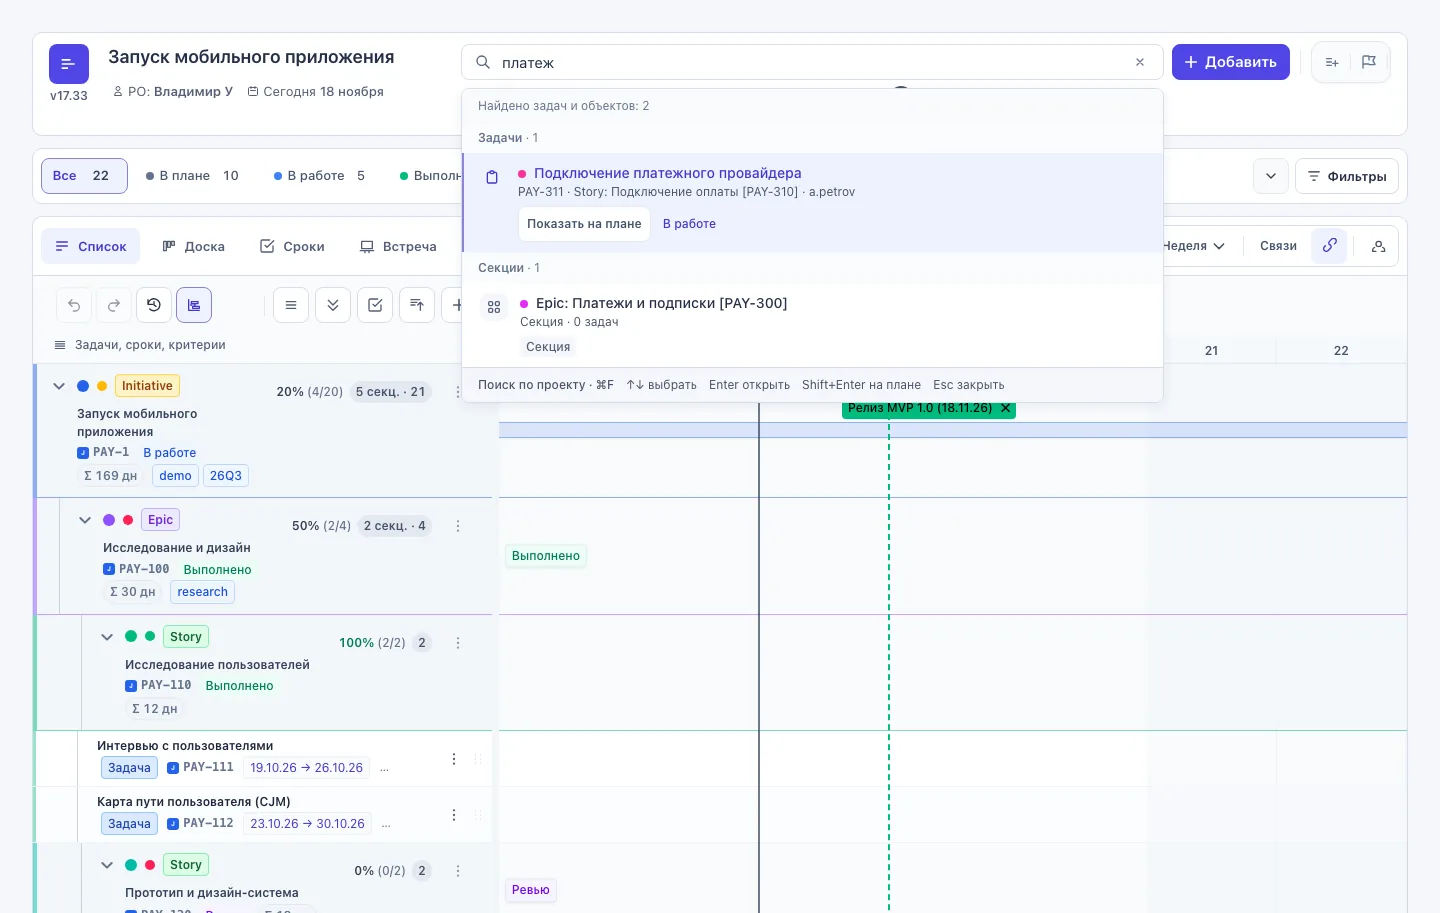 Запуск мобильного приложения
v17.33
PO: Владимир У
Сегодня 18 ноября
платеж
Добавить
Найдено задач и объектов: 2
Задачи · 1
Подключение платежного провайдера
PAY-311 · Story: Подключение оплаты [PAY-310] · a.petrov
Показать на плане
В работе
Секции · 1
Epic: Платежи и подписки [PAY-300]
Секция · 0 задач
Секция
Поиск по проекту · ⌘F ↑↓ выбрать Enter открыть Shift+Enter на плане Esc закрыть
Все 22
В плане 10
В работе 5
Выполн
Фильтры
Список
Доска
Сроки
Встреча
Неделя
Связи
Задачи, сроки, критерии
21
22
Initiative
20% (4/20) 5 секц. · 21
Запуск мобильного
приложения
PAY-1 В работе
Σ 169 дн demo 26Q3
Релиз MVP 1.0 (18.11.26) ✕
Epic
50% (2/4) 2 секц. · 4
Исследование и дизайн
PAY-100 Выполнено
Σ 30 дн research
Выполнено
Story
100% (2/2) 2
Исследование пользователей
PAY-110 Выполнено
Σ 12 дн
Интервью с пользователями
Задача PAY-111 19.10.26 → 26.10.26 ...
Карта пути пользователя (CJM)
Задача PAY-112 23.10.26 → 30.10.26 ...
Story
0% (0/2) 2
Прототип и дизайн-система
Ревью